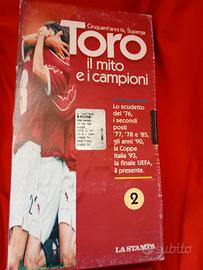 Cinquant'anni fa, Superga
Toro
il mito
e i campioni
Lo scudetto
del '76,
i secondi
posti
'77, '78 e '85,
gli anni '90,
la Coppa
Italia '93,
la finale UEFA,
il presente.
2
LA STAMPA
subito